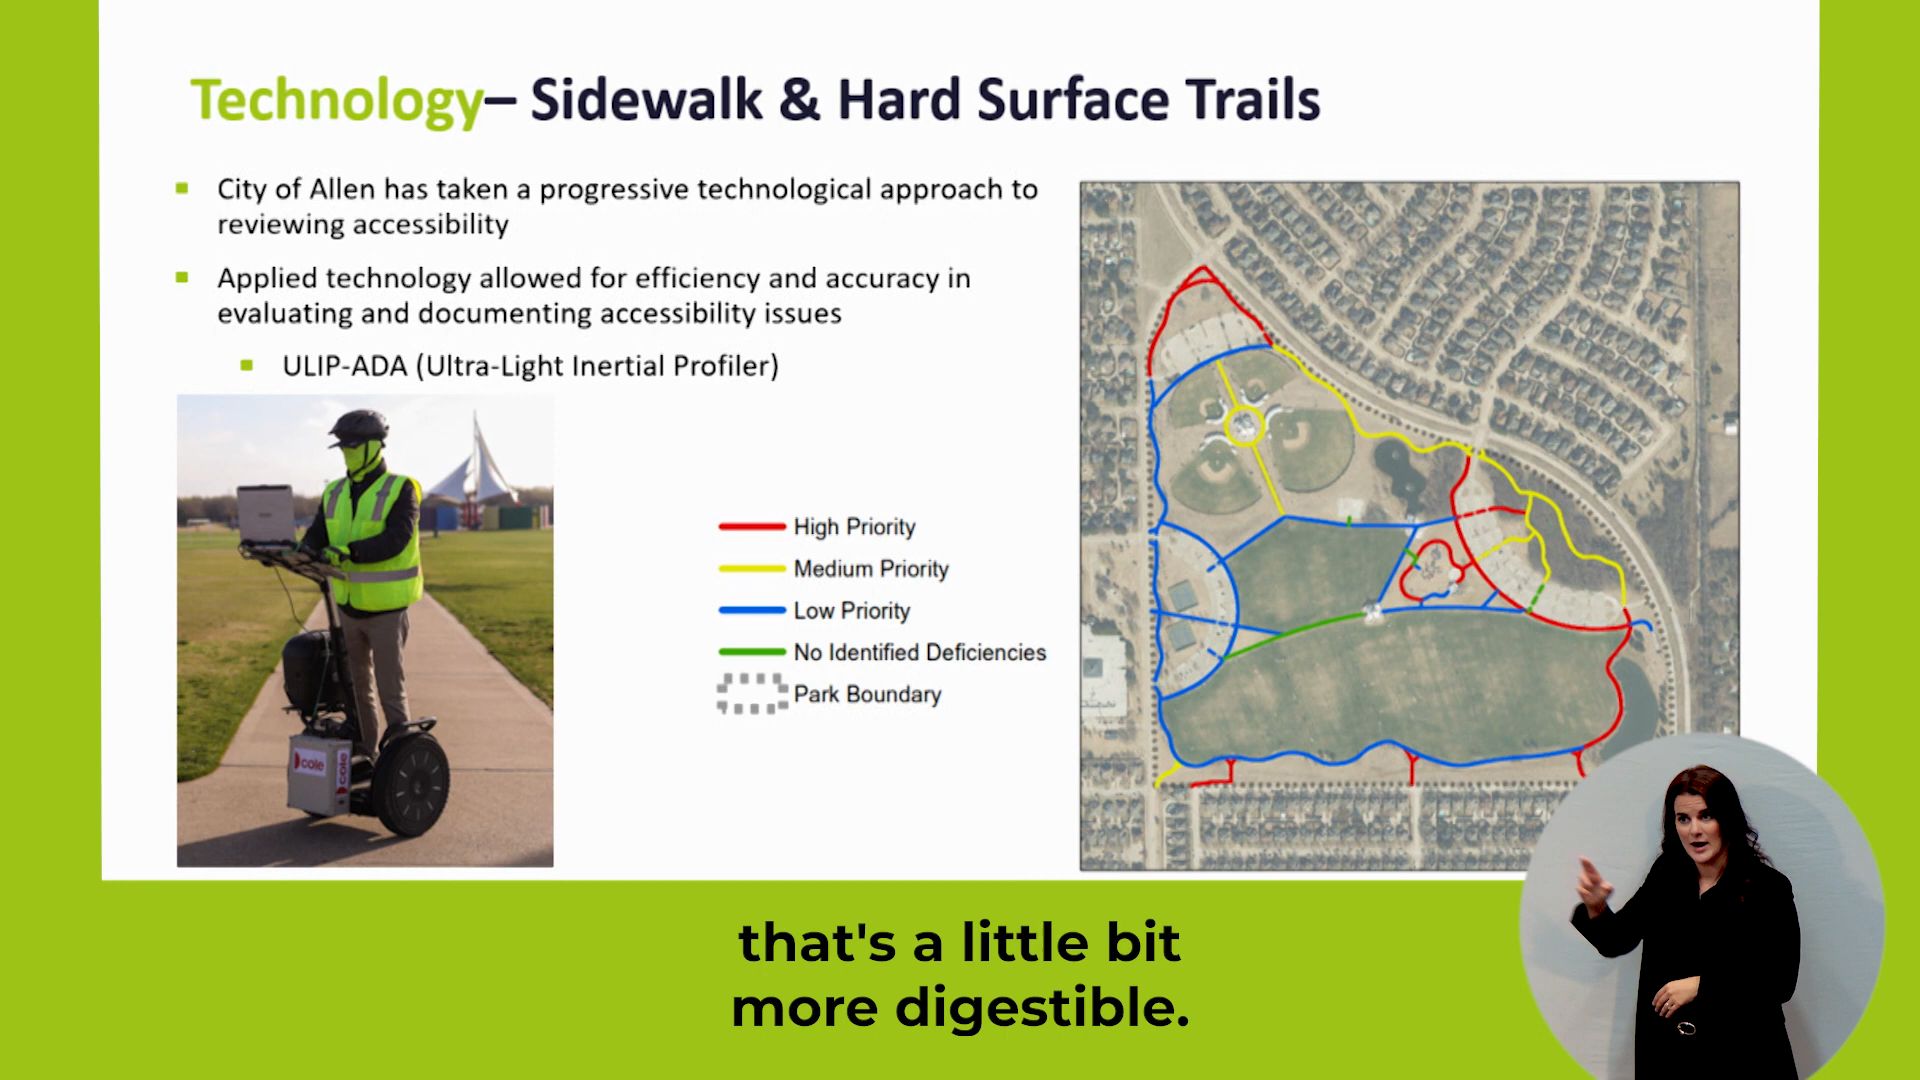 Technology– Sidewalk & Hard Surface Trails
City of Allen has taken a progressive technological approach to
reviewing accessibility
Applied technology allowed for efficiency and accuracy in
evaluating and documenting accessibility issues
ULIP-ADA (Ultra-Light Inertial Profiler)
High Priority
Medium Priority
Low Priority
No Identified Deficiencies
Park Boundary
cole
cole
that's a little bit
more digestible.